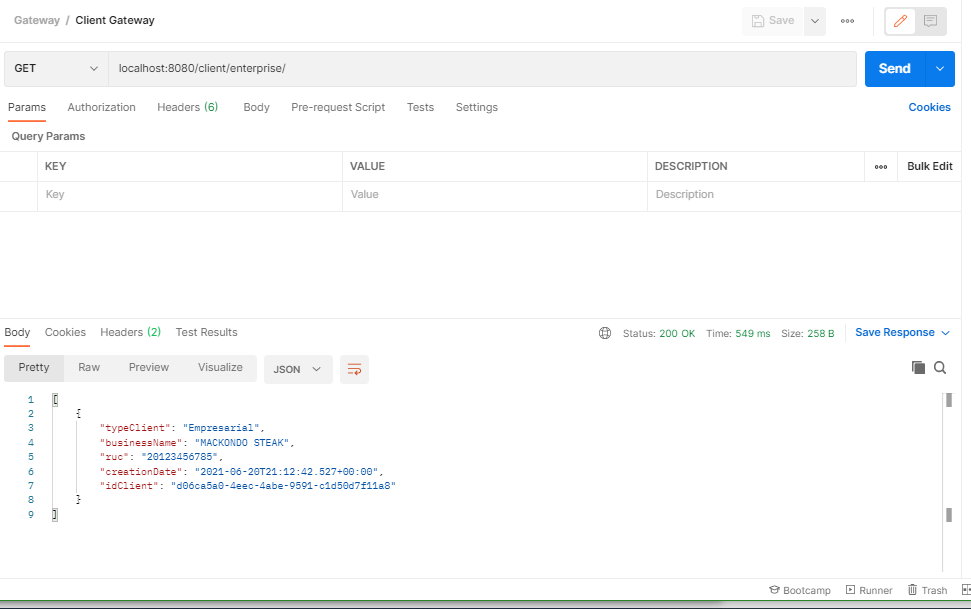 Gateway / Client Gateway
Save
GET localhost:8080/client/enterprise/ Send
Params Authorization Headers (6) Body Pre-request Script Tests Settings Cookies
Query Params
KEY VALUE DESCRIPTION Bulk Edit
Key Value Description
Body Cookies Headers (2) Test Results Status: 200 OK Time: 549 ms Size: 258 B Save Response
Pretty Raw Preview Visualize JSON
1 [
2 {
3 "typeClient": "Empresarial",
4 "businessName": "MACKONDO STEAK",
5 "ruc": "20123456785",
6 "creationDate": "2021-06-20T21:12:42.527+00:00",
7 "idClient": "d06ca5a0-4eec-4abe-9591-c1d50d7f11a8"
8 }
9 ]
Bootcamp Runner Trash